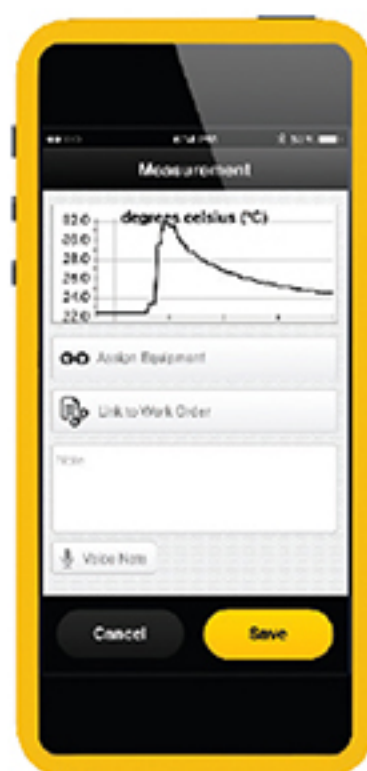 Measurement
degrees celsius (°C)
32.0
30.0
28.0
26.0
24.0
22.0
Assign Equipment
Link to Work Order
Note
Voice Note
Cancel
Save